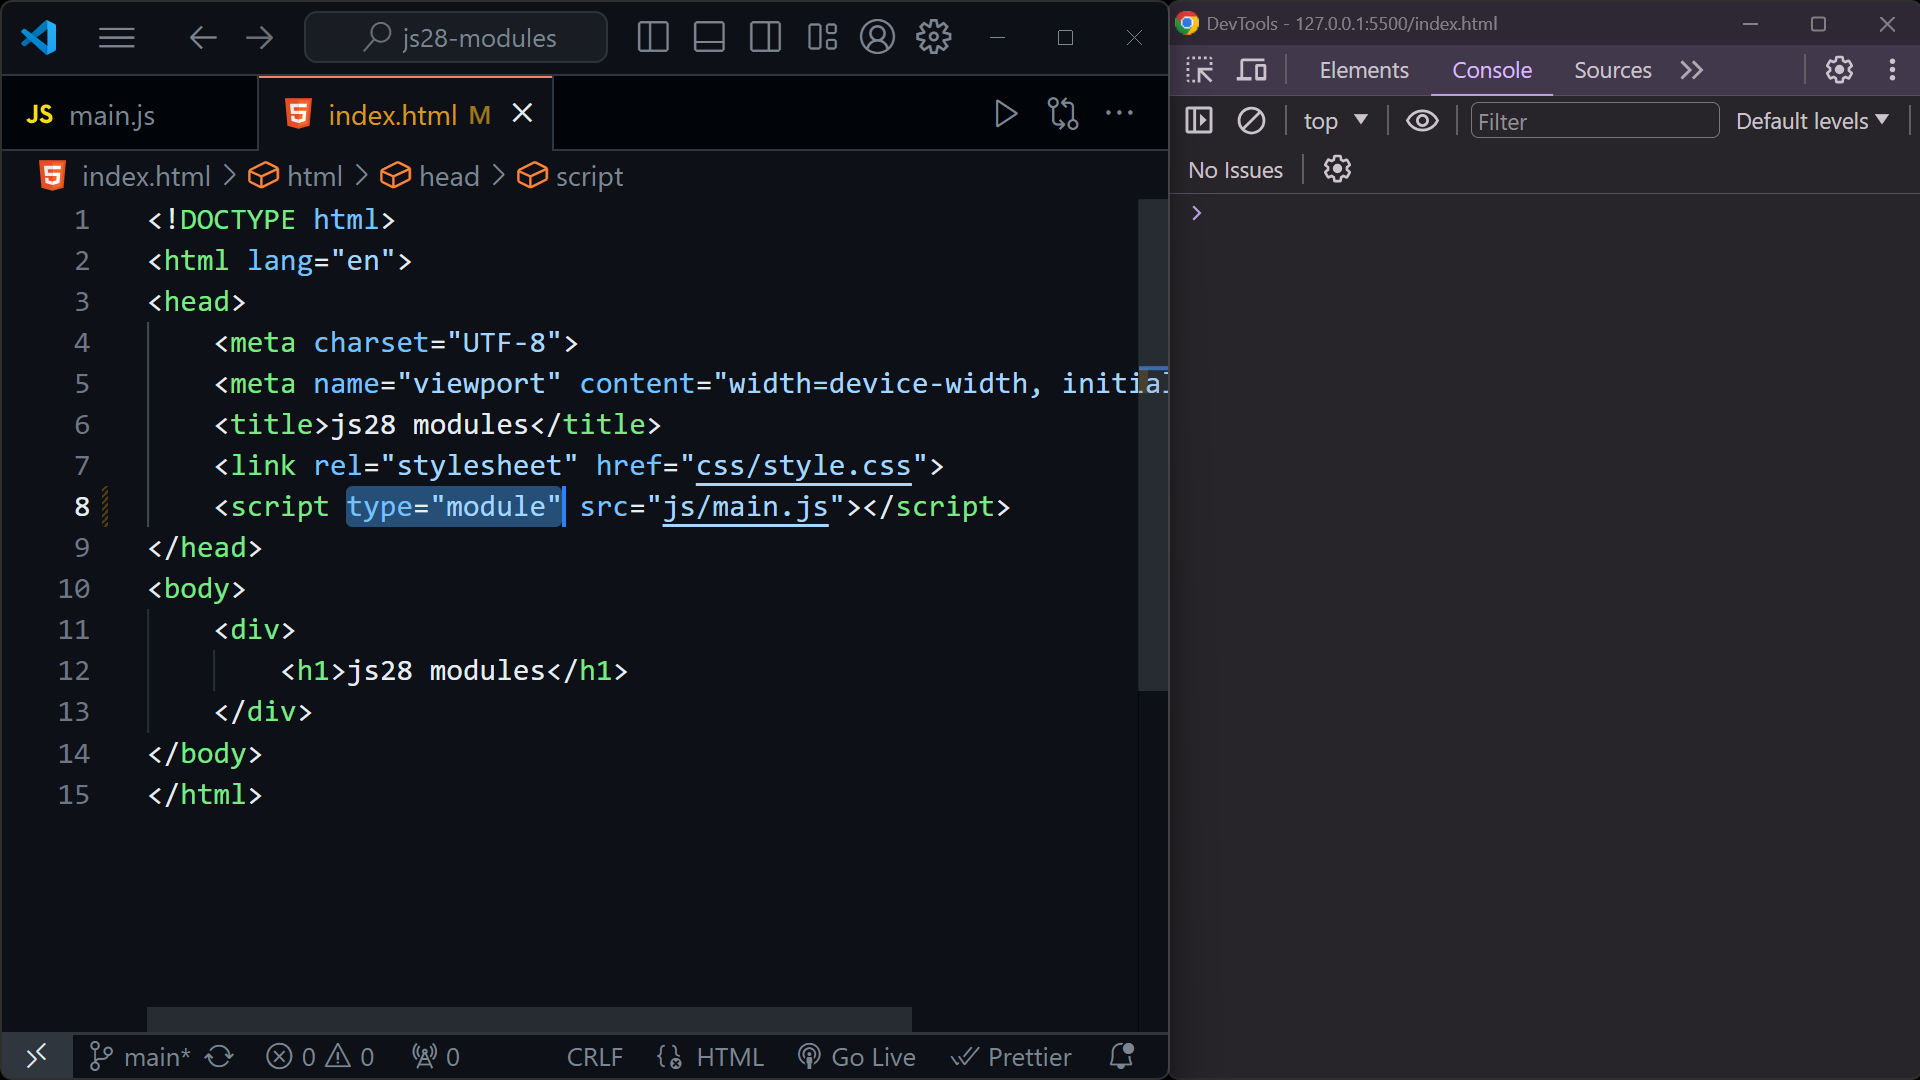 js28-modules
JS main.js
index.html M
index.html > html > head > script
1 <!DOCTYPE html>
2 <html lang="en">
3 <head>
4 <meta charset="UTF-8">
5 <meta name="viewport" content="width=device-width, initial
6 <title>js28 modules</title>
7 <link rel="stylesheet" href="css/style.css">
8 <script type="module" src="js/main.js"></script>
9 </head>
10 <body>
11 <div>
12 <h1>js28 modules</h1>
13 </div>
14 </body>
15 </html>
main* 0 0 0 CRLF HTML Go Live Prettier
DevTools - 127.0.0.1:5500/index.html
Elements Console Sources
top Filter Default levels
No Issues